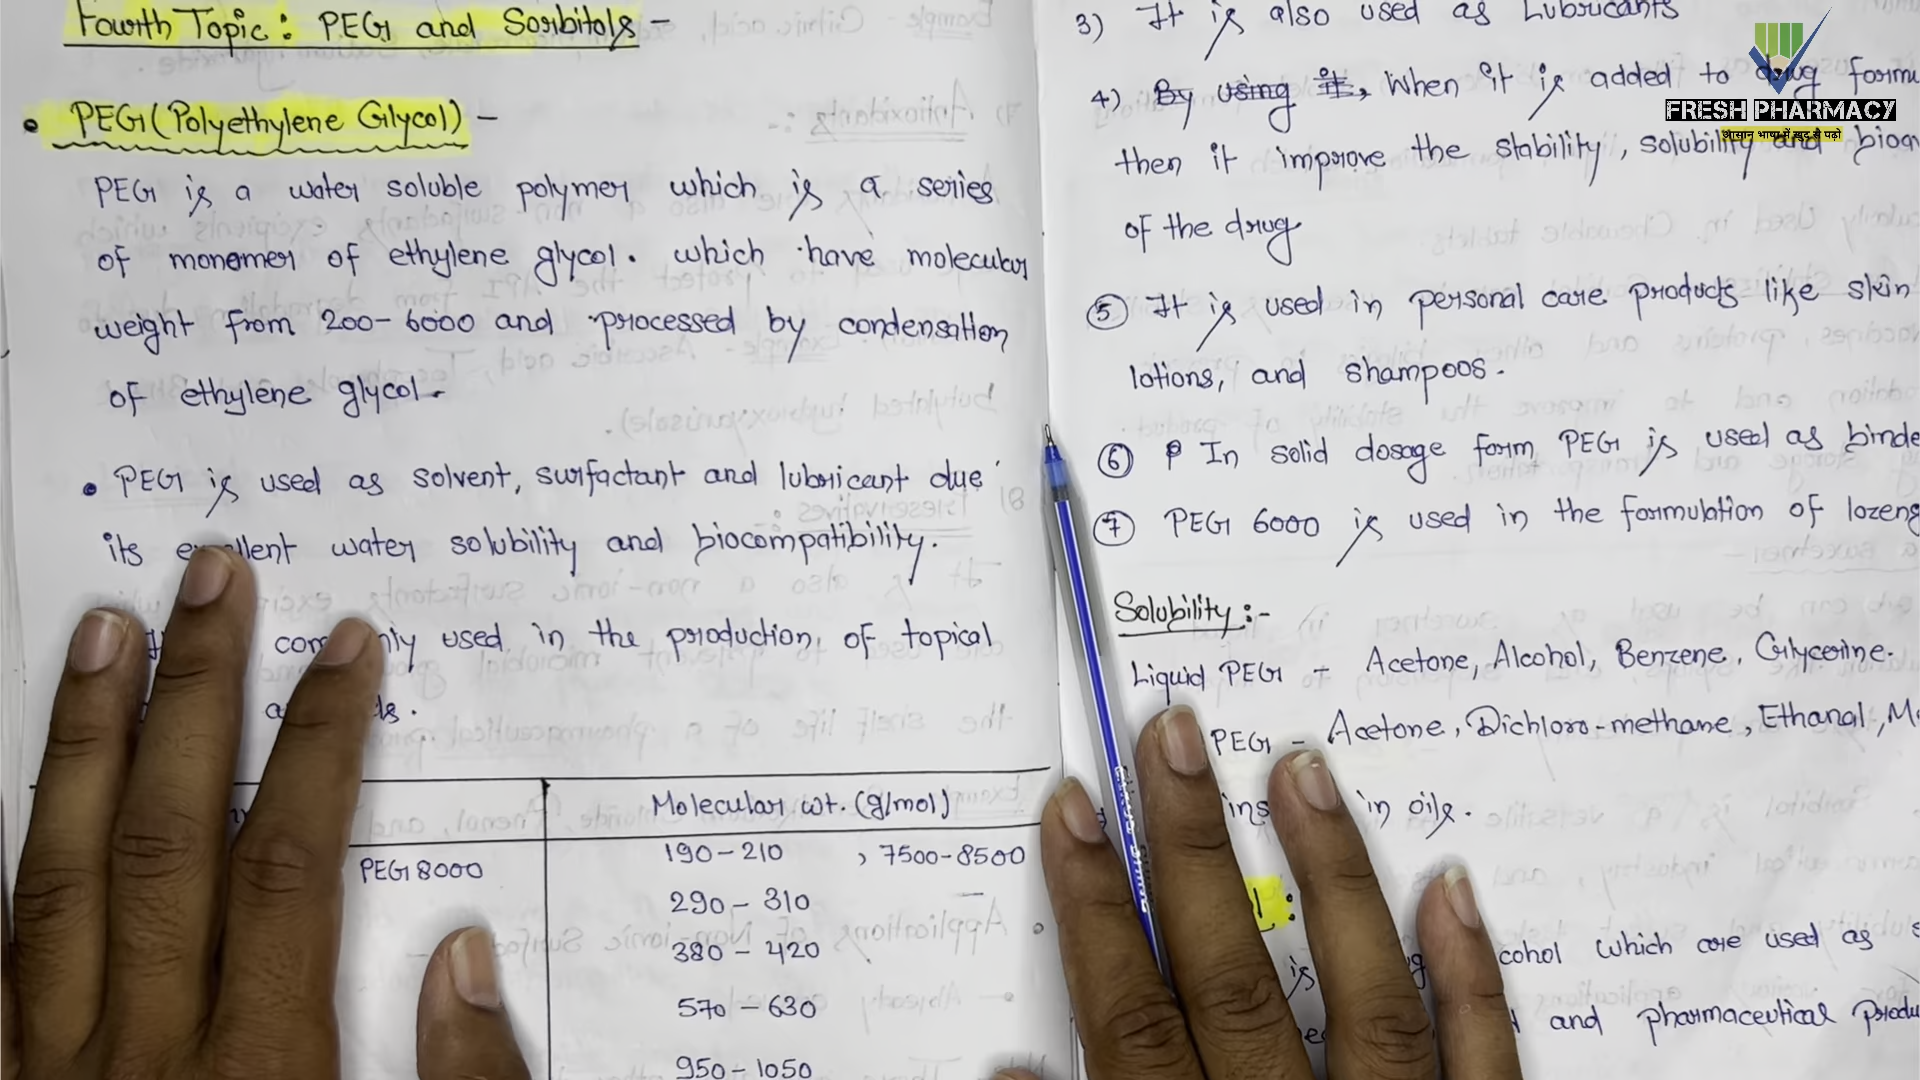 Fourth Topic: PEG and Sorbitols -
• PEG (Polyethylene Glycol) -
PEG is a water soluble polymer which is a series
of monomer of ethylene glycol. which have molecular
weight from 200-6000 and processed by condensation
of ethylene glycol.
• PEG is used as solvent, surfactant and lubricant due
its excellent water solubility and biocompatibility.
used in the production of topical
Molecular wt. (g/mol)
PEG 8000
190-210 , 7500-8500
290-310
380-420
570-630
950-1050
3) It is also used as Lubricants
4) By using it, When it is added to drug formu
then it improve the stability, solubility and bioav
of the drug
5 It is used in personal care products like skin
lotions, and shampoos.
6 P In solid dosage form PEG is used as binde
7 PEG 6000 is used in the formulation of lozeng
Solubility:-
Liquid PEG - Acetone, Alcohol, Benzene, Glycerine.
PEG - Acetone, Dichloro-methane, Ethanol, M
in oils.
cohol which are used as
and pharmaceutical produ
FRESH PHARMACY
आसान भाषा में खुद से पढ़ो